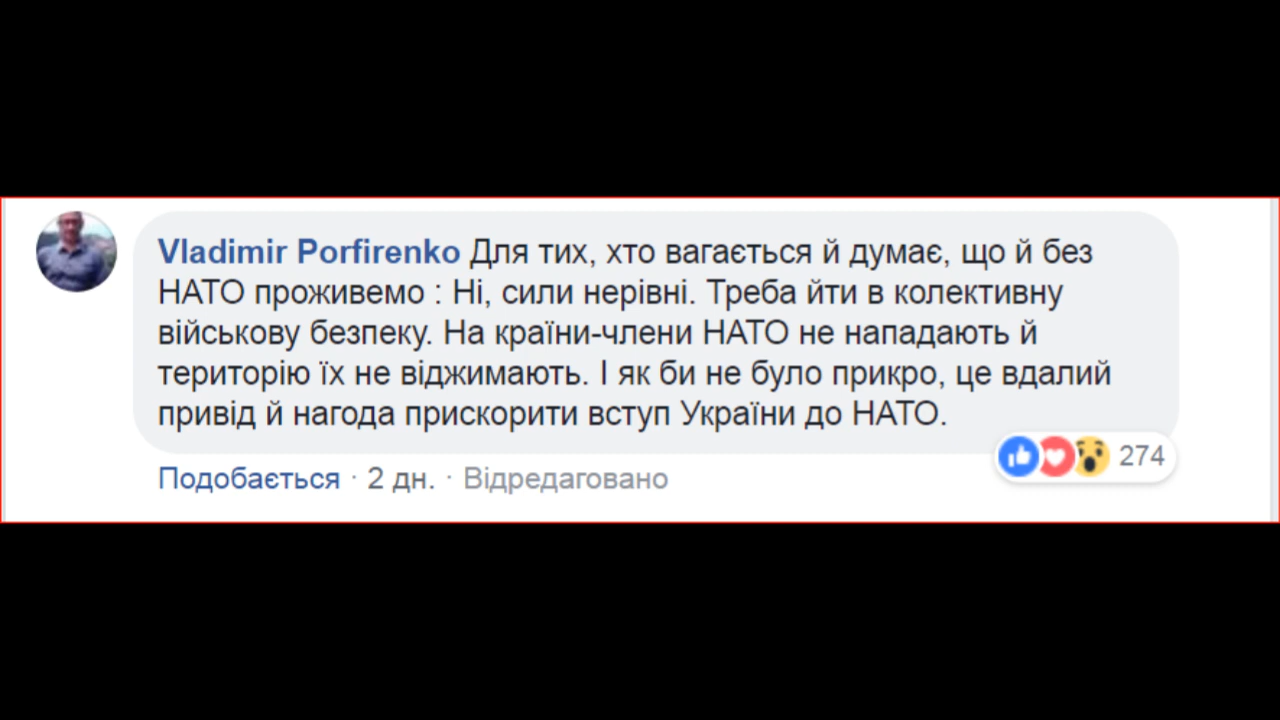 Vladimir Porfirenko Для тих, хто вагається й думає, що й без
НАТО проживемо : Ні, сили нерівні. Треба йти в колективну
військову безпеку. На країни-члени НАТО не нападають й
територію їх не віджимають. І як би не було прикро, це вдалий
привід й нагода прискорити вступ України до НАТО.
274
Подобається · 2 дн. · Відредаговано